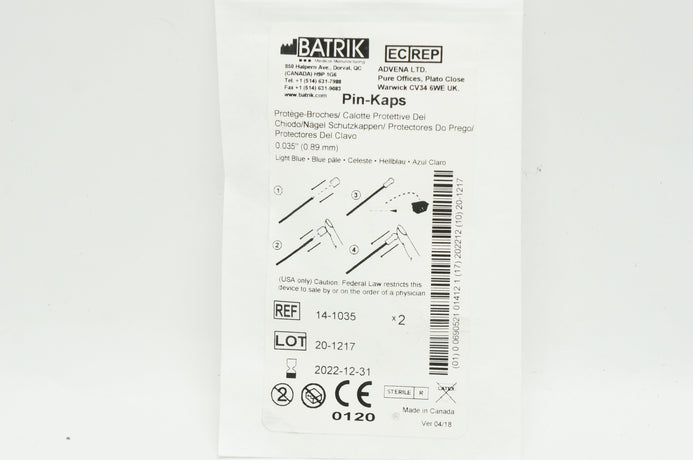 BATRIK
Medical Manufacturing
850 Halpern Ave., Dorval, QC
(CANADA) H9P 1G6
Tel. +1 (514) 631-7988
Fax +1 (514) 631-9083
www.batrik.com
EC REP
ADVENA LTD.
Pure Offices, Plato Close
Warwick CV34 6WE UK.
Pin-Kaps
Protège-Broches/ Calotte Protettive Dei
Chiodo/Nagel Schutzkappen/ Protectores Do Prego/
Protectores Del Clavo
0.035" (0.89 mm)
Light Blue • Bleu pâle • Celeste • Hellblau • Azul Claro
1
3
2
4
(USA only) Caution: Federal Law restricts this
device to sale by or on the order of a physician
REF 14-1035 x 2
LOT 20-1217
2022-12-31
2
CE
0120
STERILE R
LATEX
Made in Canada
Ver 04/18
(01) 0 0690521 01412 1 (17) 202212 (10) 20-1217